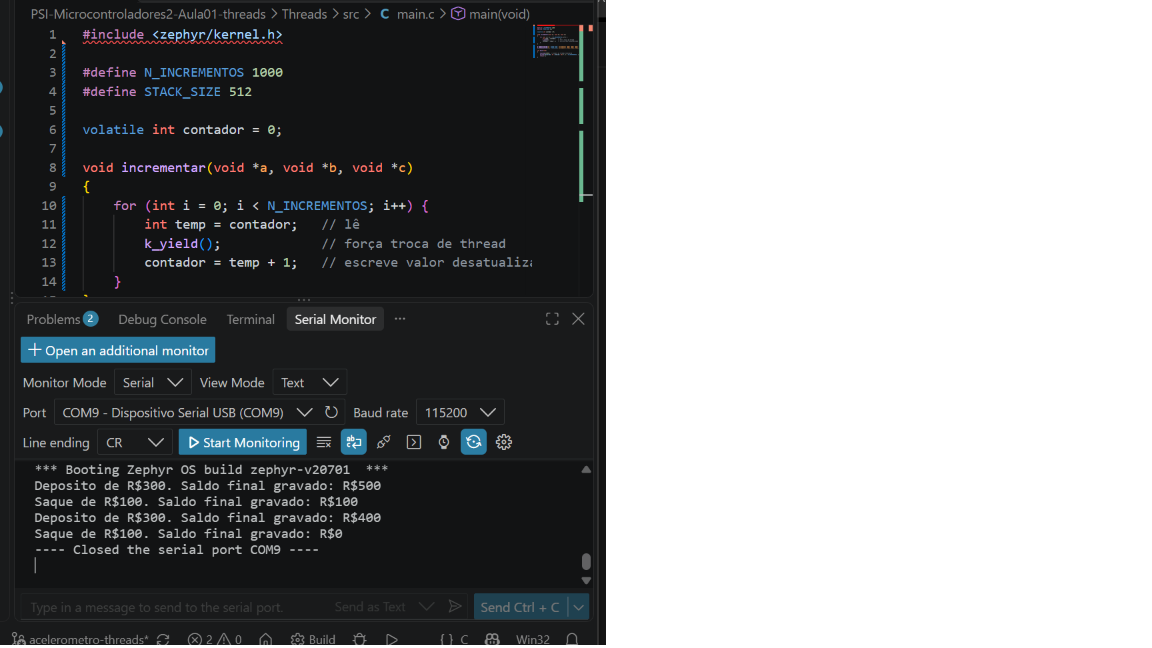 PSI-Microcontroladores2-Aula01-threads > Threads > src > C main.c > main(void)
1 #include <zephyr/kernel.h>
2
3 #define N_INCREMENTOS 1000
4 #define STACK_SIZE 512
5
6 volatile int contador = 0;
7
8 void incrementar(void *a, void *b, void *c)
9 {
10 for (int i = 0; i < N_INCREMENTOS; i++) {
11 int temp = contador; // lê
12 k_yield(); // força troca de thread
13 contador = temp + 1; // escreve valor desatualiza
14 }
Problems 2 Debug Console Terminal Serial Monitor ...
+ Open an additional monitor
Monitor Mode Serial View Mode Text
Port COM9 - Dispositivo Serial USB (COM9) Baud rate 115200
Line ending CR Start Monitoring
*** Booting Zephyr OS build zephyr-v20701 ***
Deposito de R$300. Saldo final gravado: R$500
Saque de R$100. Saldo final gravado: R$100
Deposito de R$300. Saldo final gravado: R$400
Saque de R$100. Saldo final gravado: R$0
---- Closed the serial port COM9 ----
Type in a message to send to the serial port. Send as Text Send Ctrl + C
acelerometro-threads* 2 0 Build {} C Win32